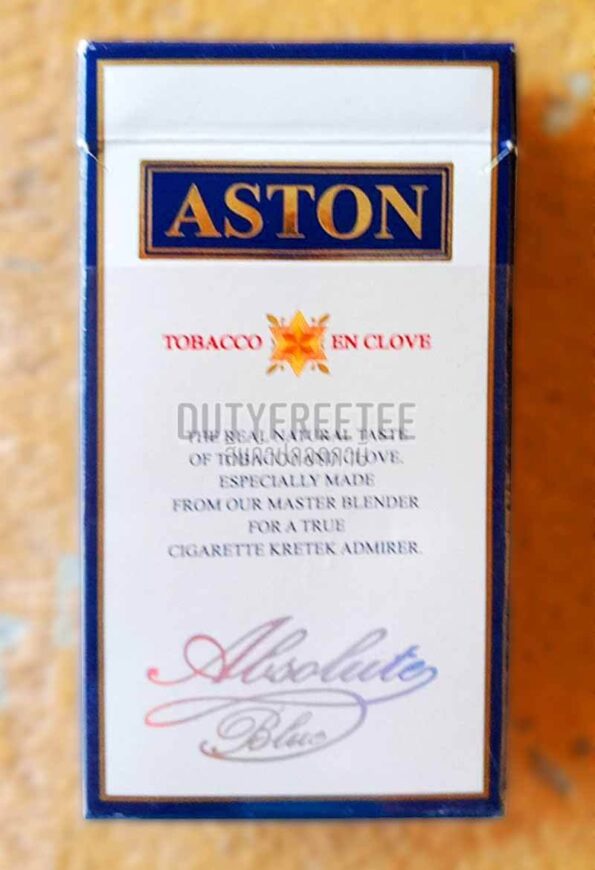 ASTON
TOBACCO EN CLOVE
DUTYFREETEE
THE REAL NATURAL TASTE
OF TOBACCO CLOVE.
ESPECIALLY MADE
FROM OUR MASTER BLENDER
FOR A TRUE
CIGARETTE KRETEK ADMIRER.
Absolute
Blue